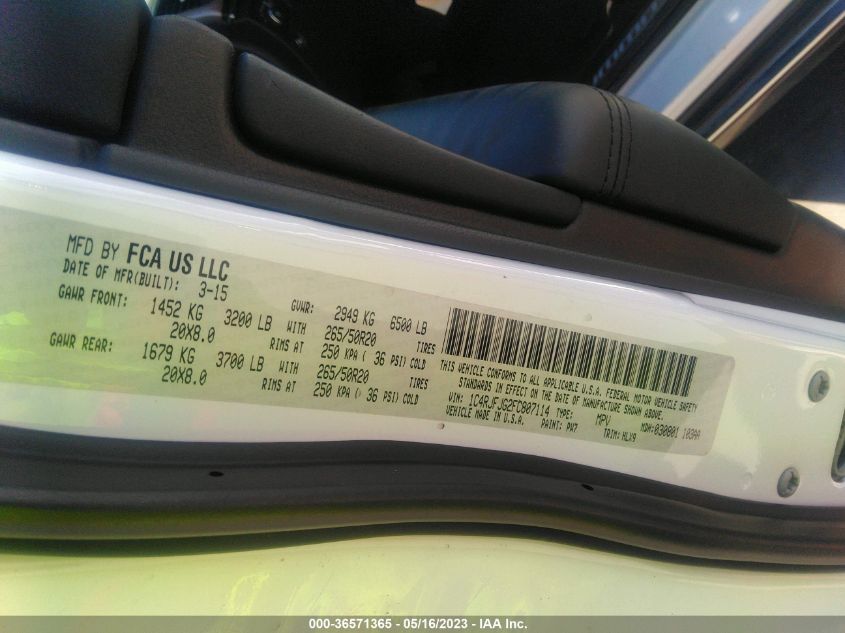 MFD BY FCA US LLC
DATE OF MFR(BUILT): 3-15
GAWR FRONT: 1452 KG 3200 LB WITH 265/50R20 TIRES
20X8.0 RIMS AT 250 KPA ( 36 PSI) COLD
GVWR: 2949 KG 6500 LB
GAWR REAR: 1679 KG 3700 LB WITH 265/50R20 TIRES
20X8.0 RIMS AT 250 KPA ( 36 PSI) COLD
THIS VEHICLE CONFORMS TO ALL APPLICABLE U.S.A. FEDERAL MOTOR VEHICLE SAFETY
STANDARDS IN EFFECT ON THE DATE OF MANUFACTURE SHOWN ABOVE.
VIN: 1C4RJFJG2FC807114 TYPE: MPV MDH:030801 103AA
VEHICLE MADE IN U.S.A. PAINT: PW7 TRIM: HLX9
000-36571365 - 05/16/2023 - IAA Inc.